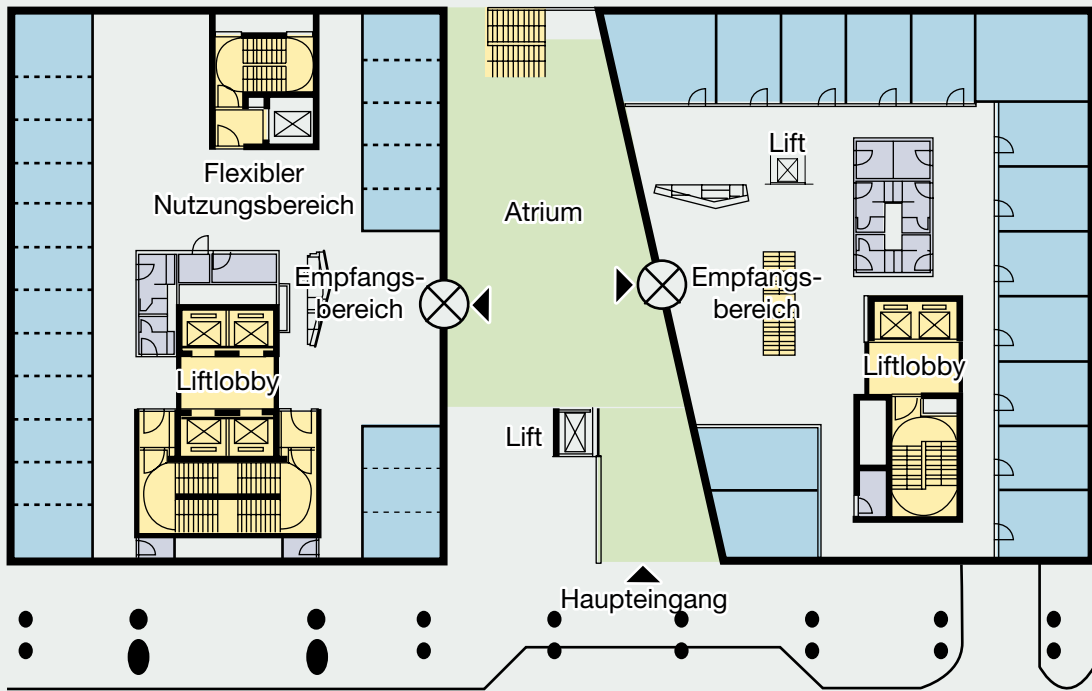 Flexibler
Nutzungsbereich
Empfangs-
bereich
Liftlobby
Atrium
Lift
Lift
Empfangs-
bereich
Liftlobby
Haupteingang